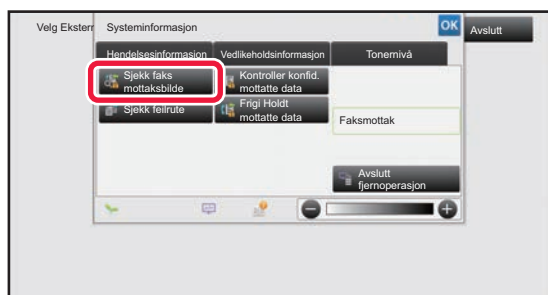 Velg Ekstern
Systeminformasjon
OK
Avslutt
Hendelsesinformasjon
Vedlikeholdsinformasjon
Tonernivå
Sjekk faks
mottaksbilde
Kontroller konfid.
mottatte data
Sjekk feilrute
Frigi Holdt
mottatte data
Faksmottak
Avslutt
fjernoperasjon